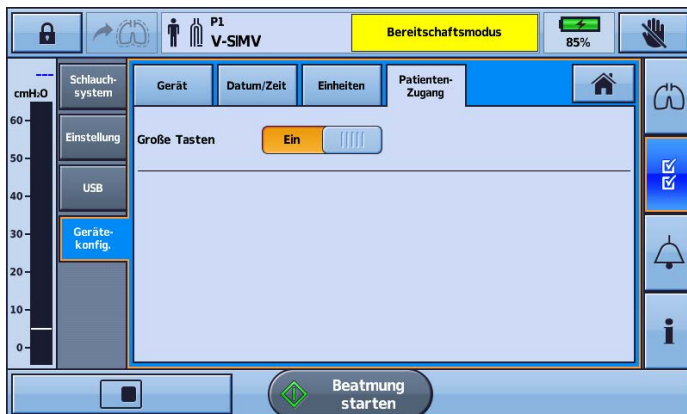 P1
V-SIMV
Bereitschaftsmodus
85%
---
cmH₂O
60
50
40
30
20
10
0
Schlauch-
system
Einstellung
USB
Geräte-
konfig.
Gerät
Datum/Zeit
Einheiten
Patienten-
Zugang
Große Tasten
Ein
i
Beatmung
starten